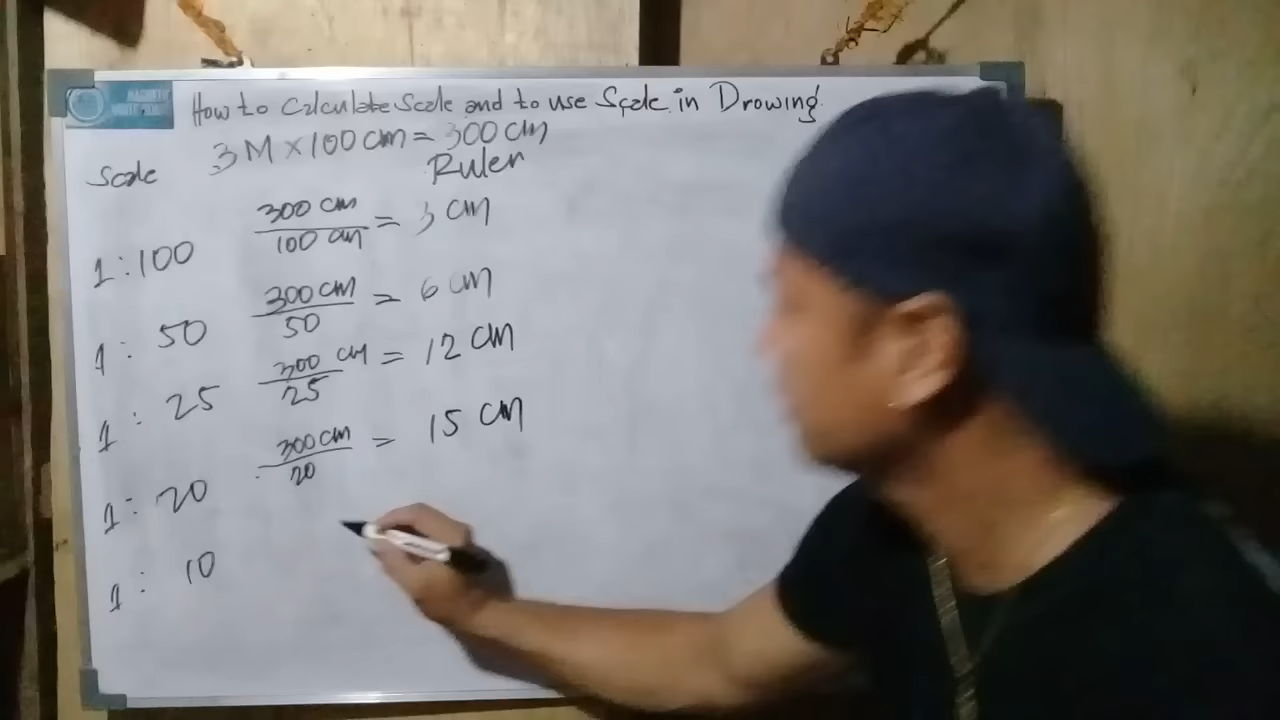 MAGNETIC
How to Calculate Scale and to use Scale in Drowing.
3 M × 100 cm = 300 cm
Scale Ruler
1:100 300 cm / 100 cm = 3 cm
1: 50 300 cm / 50 = 6 cm
1: 25 300 cm / 25 = 12 cm
1: 20 300 cm / 20 = 15 cm
1: 10